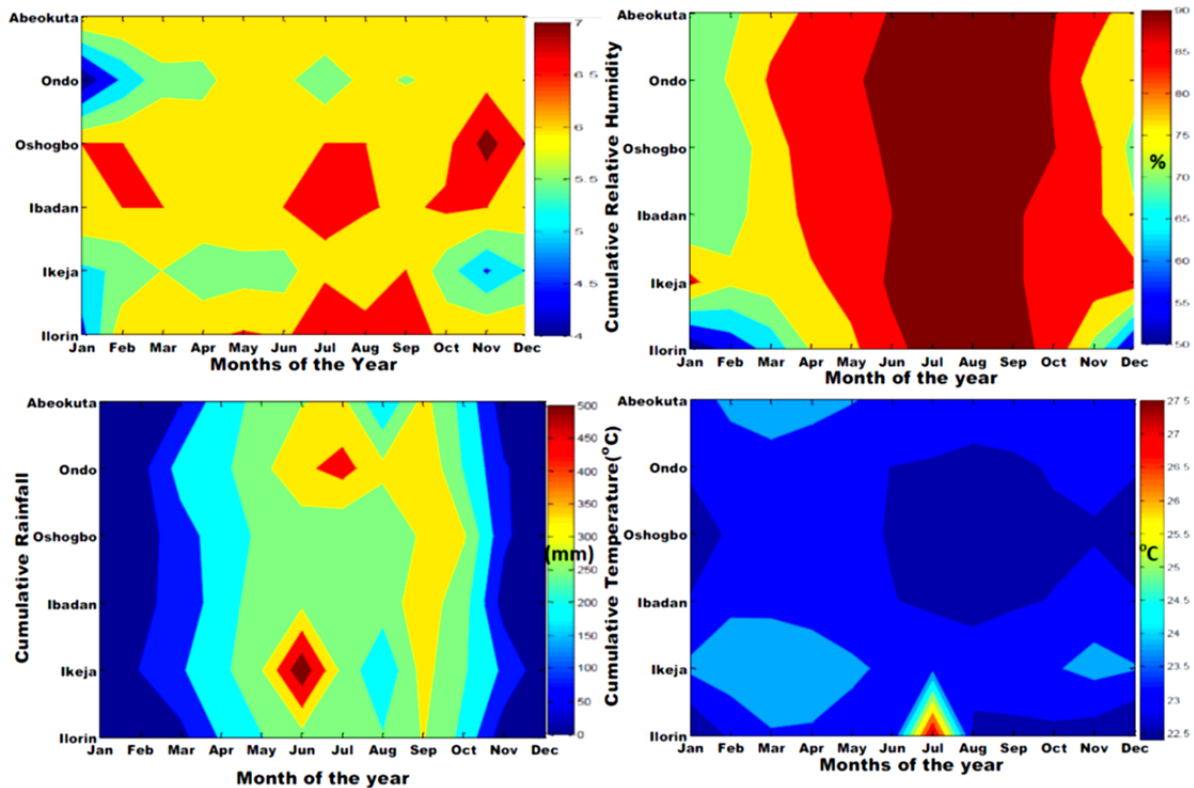 Abeokuta
Ondo
Oshogbo
Ibadan
Ikeja
Ilorin
Jan Feb Mar Apr May Jun Jul Aug Sep Oct Nov Dec
Months of the Year
7
6.5
6
5.5
5
4.5
4
Cumulative Relative Humidity
Abeokuta
Ondo
Oshogbo
Ibadan
Ikeja
Ilorin
Jan Feb Mar Apr May Jun Jul Aug Sep Oct Nov Dec
Month of the year
%
90
85
80
75
70
65
60
55
50
Cumulative Rainfall
Abeokuta
Ondo
Oshogbo
Ibadan
Ikeja
Ilorin
Jan Feb Mar Apr May Jun Jul Aug Sep Oct Nov Dec
Month of the year
(mm)
500
450
400
350
300
250
200
150
100
50
0
Cumulative Temperature(°C)
Abeokuta
Ondo
Oshogbo
Ibadan
Ikeja
Ilorin
Jan Feb Mar Apr May Jun Jul Aug Sep Oct Nov Dec
Months of the year
°C
27.5
27
26.5
26
25.5
25
24.5
24
23.5
23
22.5